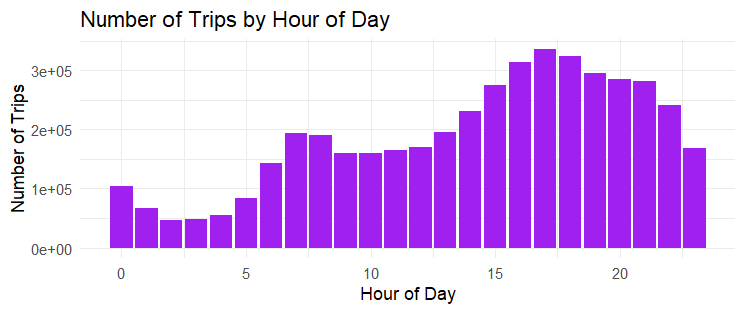 Number of Trips by Hour of Day
Number of Trips
3e+05
2e+05
1e+05
0e+00
0 5 10 15 20
Hour of Day